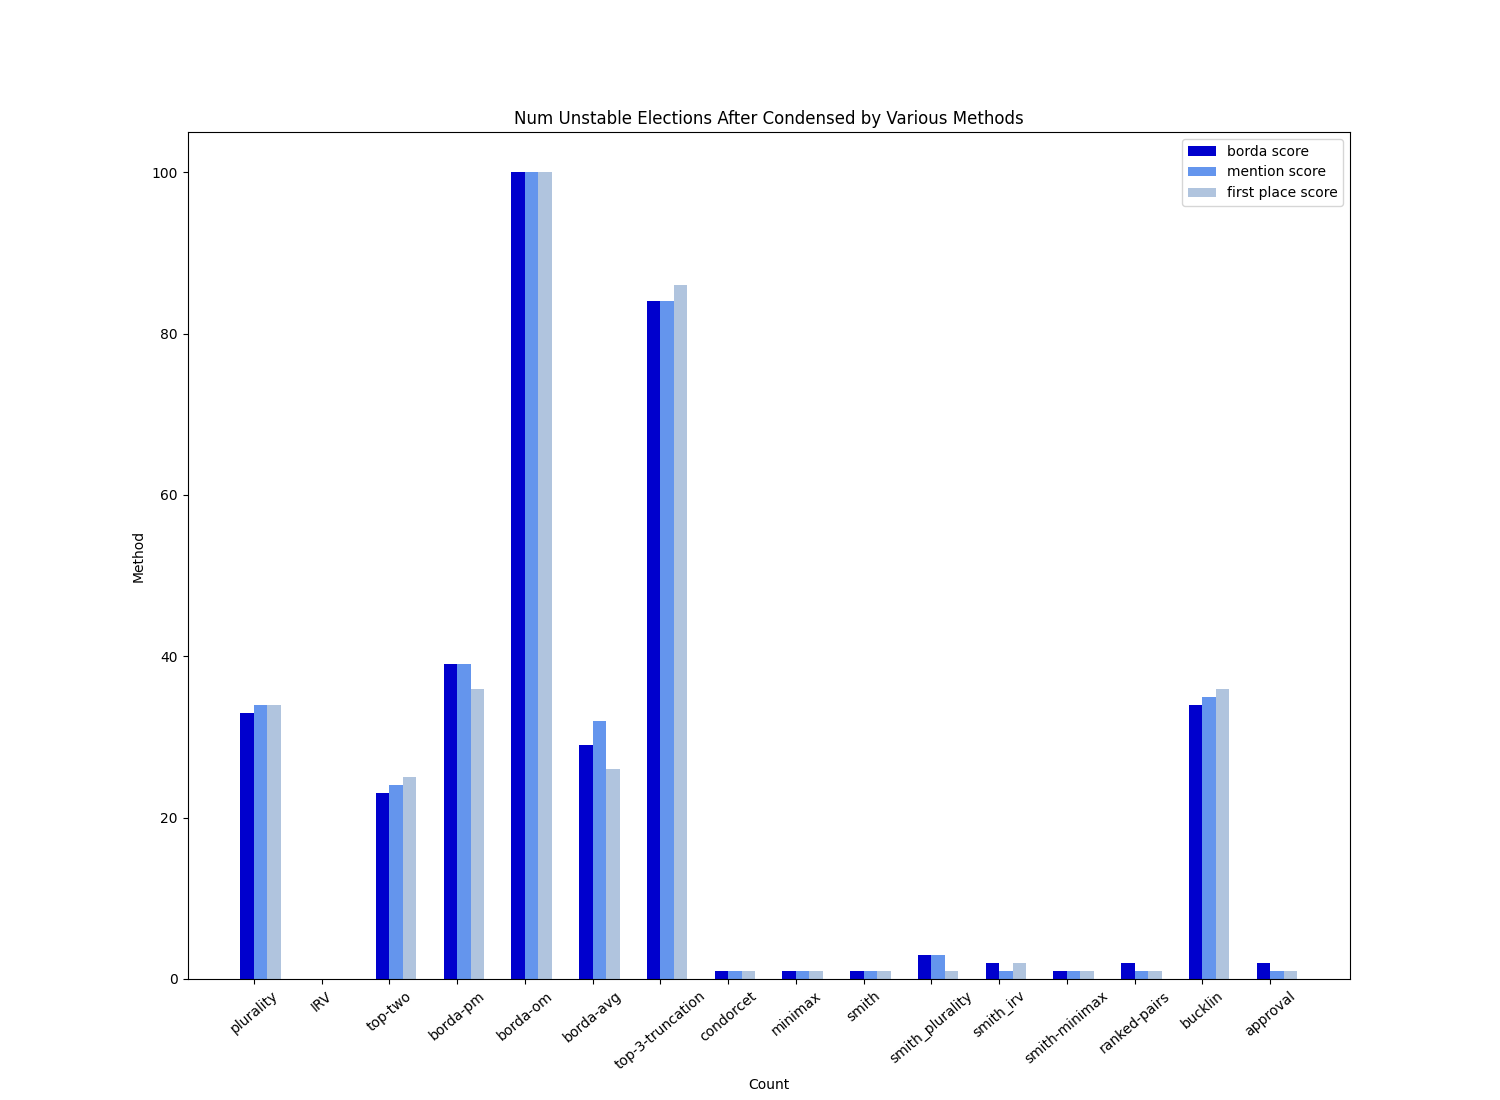 Num Unstable Elections After Condensed by Various Methods
borda score
mention score
first place score
100
80
60
40
20
0
Method
plurality
IRV
top-two
borda-pm
borda-om
borda-avg
top-3-truncation
condorcet
minimax
smith
smith_plurality
smith_irv
smith-minimax
ranked-pairs
bucklin
approval
Count